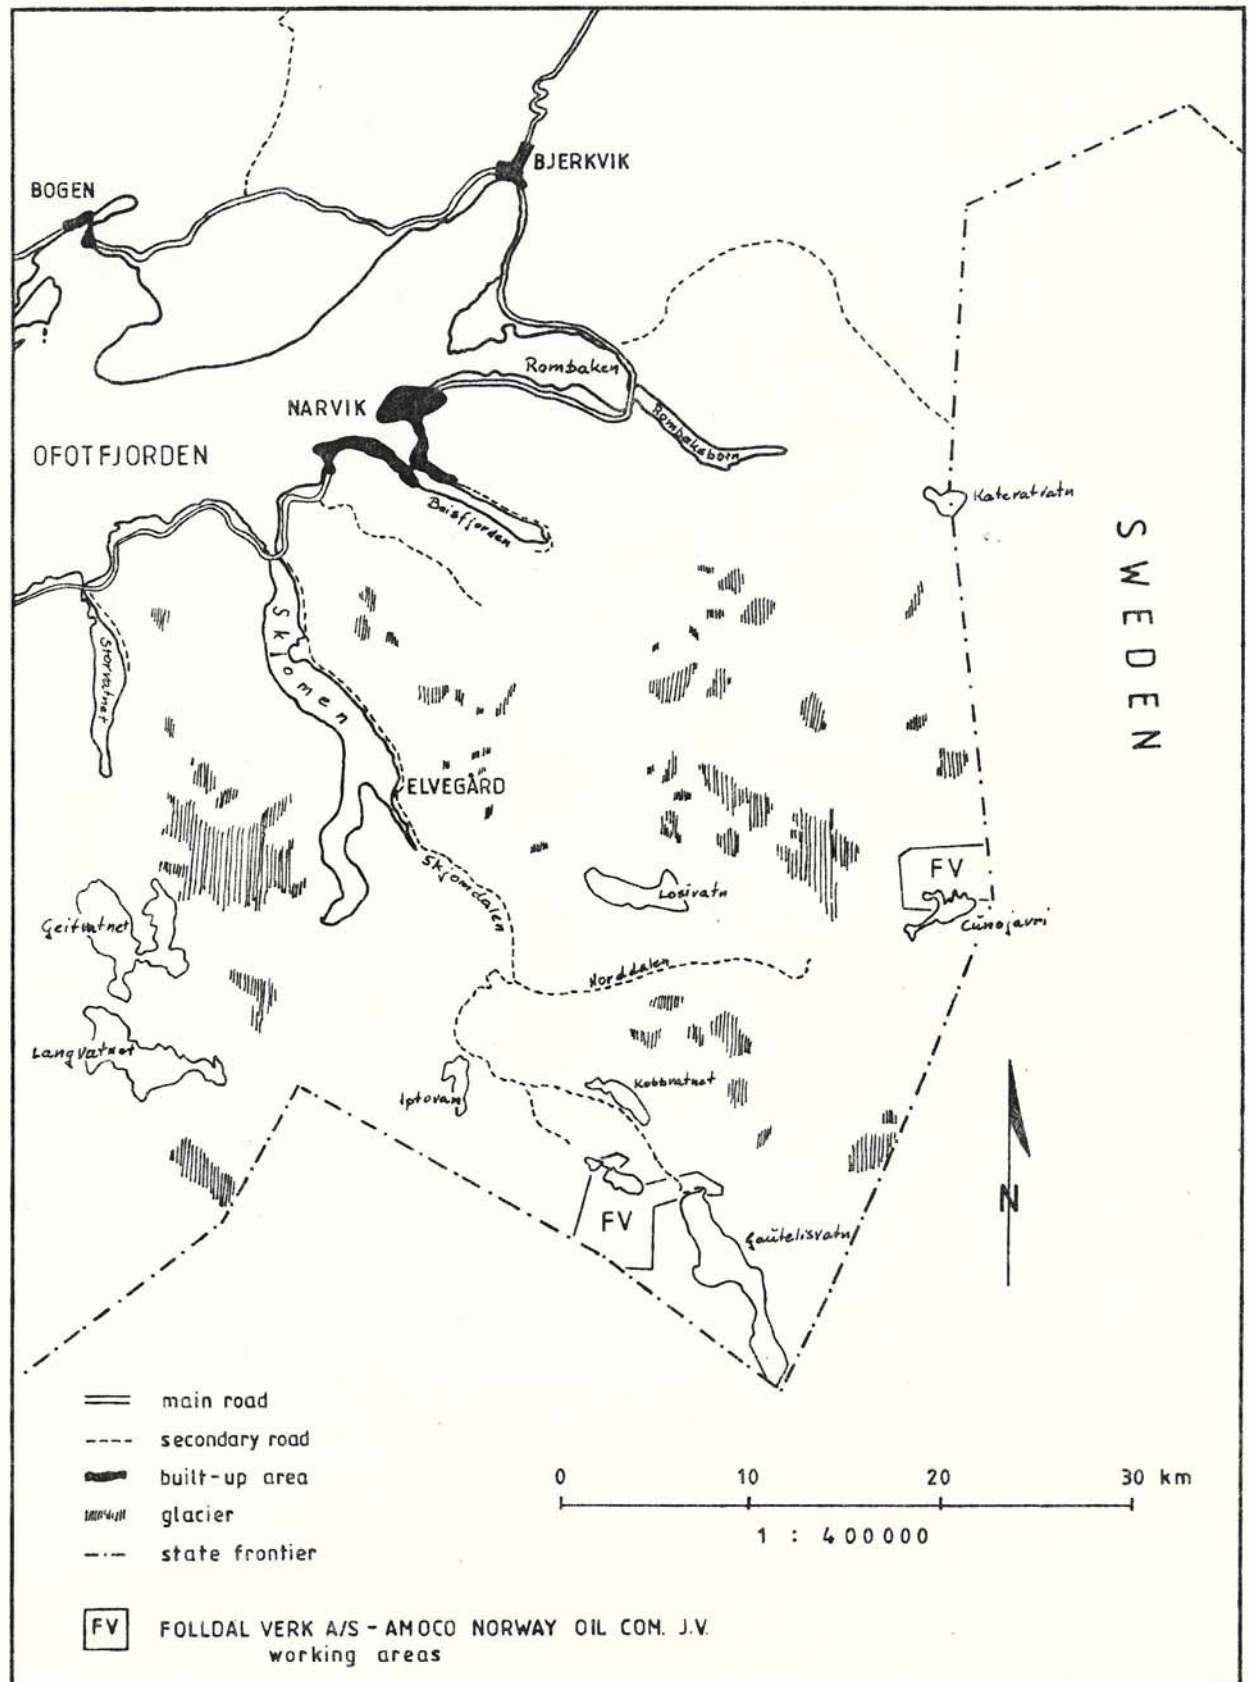 BJERKVIK
BOGEN
Rombaken
NARVIK
Rombaksbotn
OFOTFJORDEN
Kateratvatn
Beisfjorden
SWEDEN
Skjomen
Storvatnet
ELVEGÅRD
FV
Skjomdalen
Losivatn
Geitvatnet
Cunojavri
Norddalen
Langvatnet
Kobbvatnet
Iptovan
N
FV
Gautelisvatn
main road
secondary road
built-up area
glacier
state frontier
0 10 20 30 km
1 : 400000
FV FOLLDAL VERK A/S - AMOCO NORWAY OIL COM. J.V.
working areas